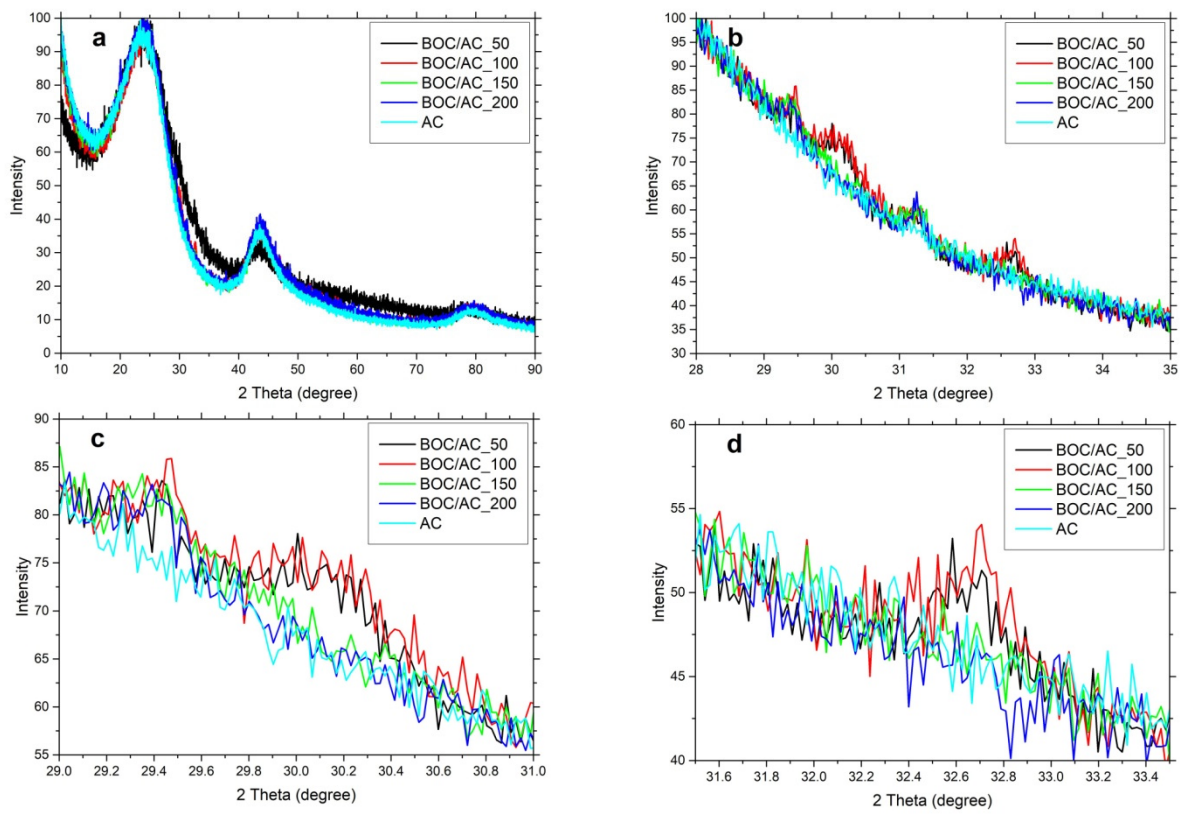 a
BOC/AC_50
BOC/AC_100
BOC/AC_150
BOC/AC_200
AC
100
90
80
70
60
50
40
30
20
10
0
Intensity
10 20 30 40 50 60 70 80 90
2 Theta (degree)
b
BOC/AC_50
BOC/AC_100
BOC/AC_150
BOC/AC_200
AC
100
95
90
85
80
75
70
65
60
55
50
45
40
35
30
Intensity
28 29 30 31 32 33 34 35
2 Theta (degree)
c
BOC/AC_50
BOC/AC_100
BOC/AC_150
BOC/AC_200
AC
90
85
80
75
70
65
60
55
Intensity
29.0 29.2 29.4 29.6 29.8 30.0 30.2 30.4 30.6 30.8 31.0
2 Theta (degree)
d
BOC/AC_50
BOC/AC_100
BOC/AC_150
BOC/AC_200
AC
60
55
50
45
40
Intensity
31.6 31.8 32.0 32.2 32.4 32.6 32.8 33.0 33.2 33.4
2 Theta (degree)